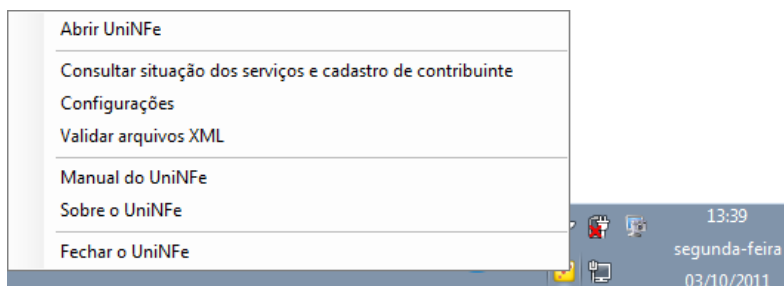 Abrir UniNFe
Consultar situação dos serviços e cadastro de contribuinte
Configurações
Validar arquivos XML
Manual do UniNFe
Sobre o UniNFe
Fechar o UniNFe
13:39
segunda-feira
03/10/2011